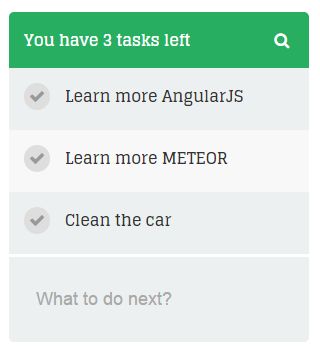 You have 3 tasks left
Learn more AngularJS
Learn more METEOR
Clean the car
What to do next?